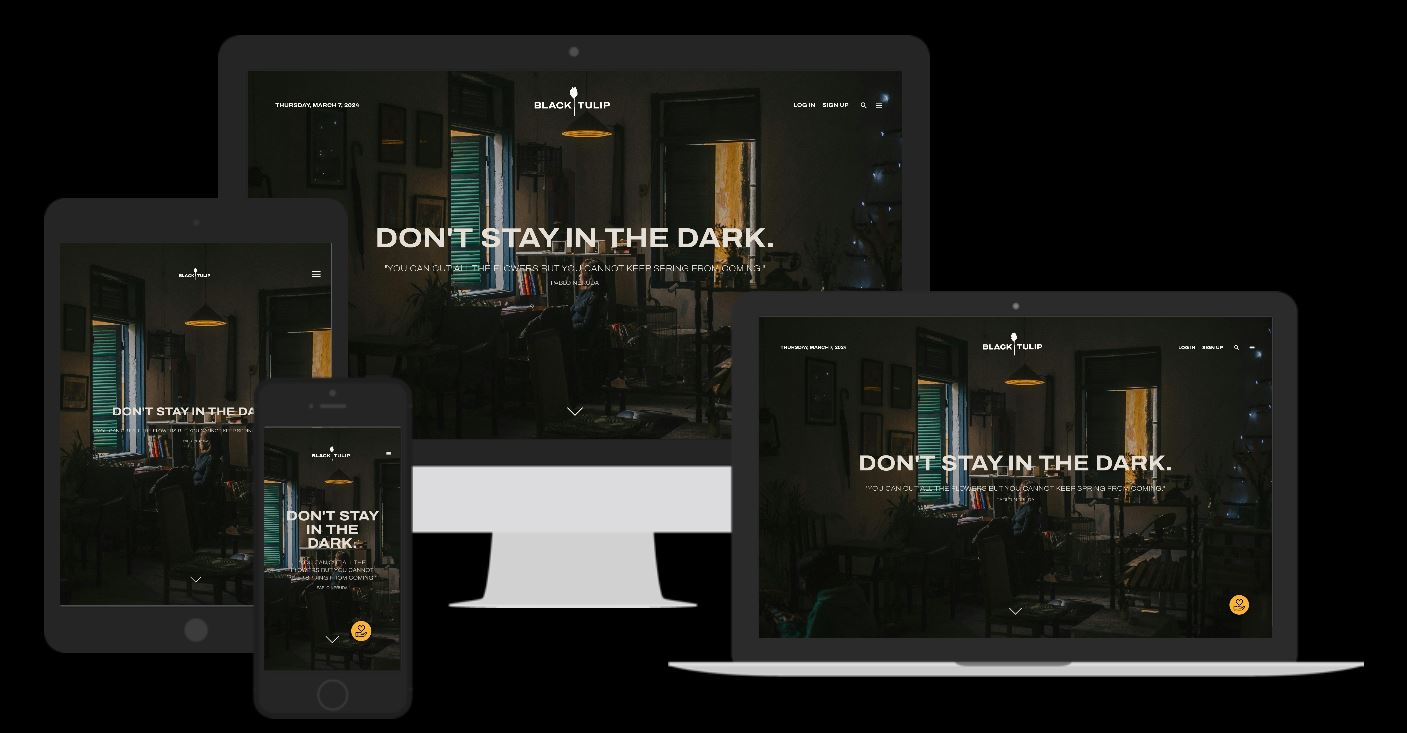 THURSDAY, MARCH 7, 2024
BLACK TULIP
LOG IN SIGN UP
DON'T STAY IN THE DARK.
"YOU CAN CUT ALL THE FLOWERS BUT YOU CANNOT KEEP SPRING FROM COMING."
PABLO NERUDA
BLACK TULIP
DON'T STAY IN THE DA
BLACK TULIP
DON'T STAY
IN THE
DARK.
"YOU CAN CUT ALL THE
FLOWERS BUT YOU CANNOT
KEEP SPRING FROM COMING."
PABLO NERUDA
THURSDAY, MARCH 7, 2024
BLACK TULIP
LOG IN SIGN UP
DON'T STAY IN THE DARK.
"YOU CAN CUT ALL THE FLOWERS BUT YOU CANNOT KEEP SPRING FROM COMING."
PABLO NERUDA